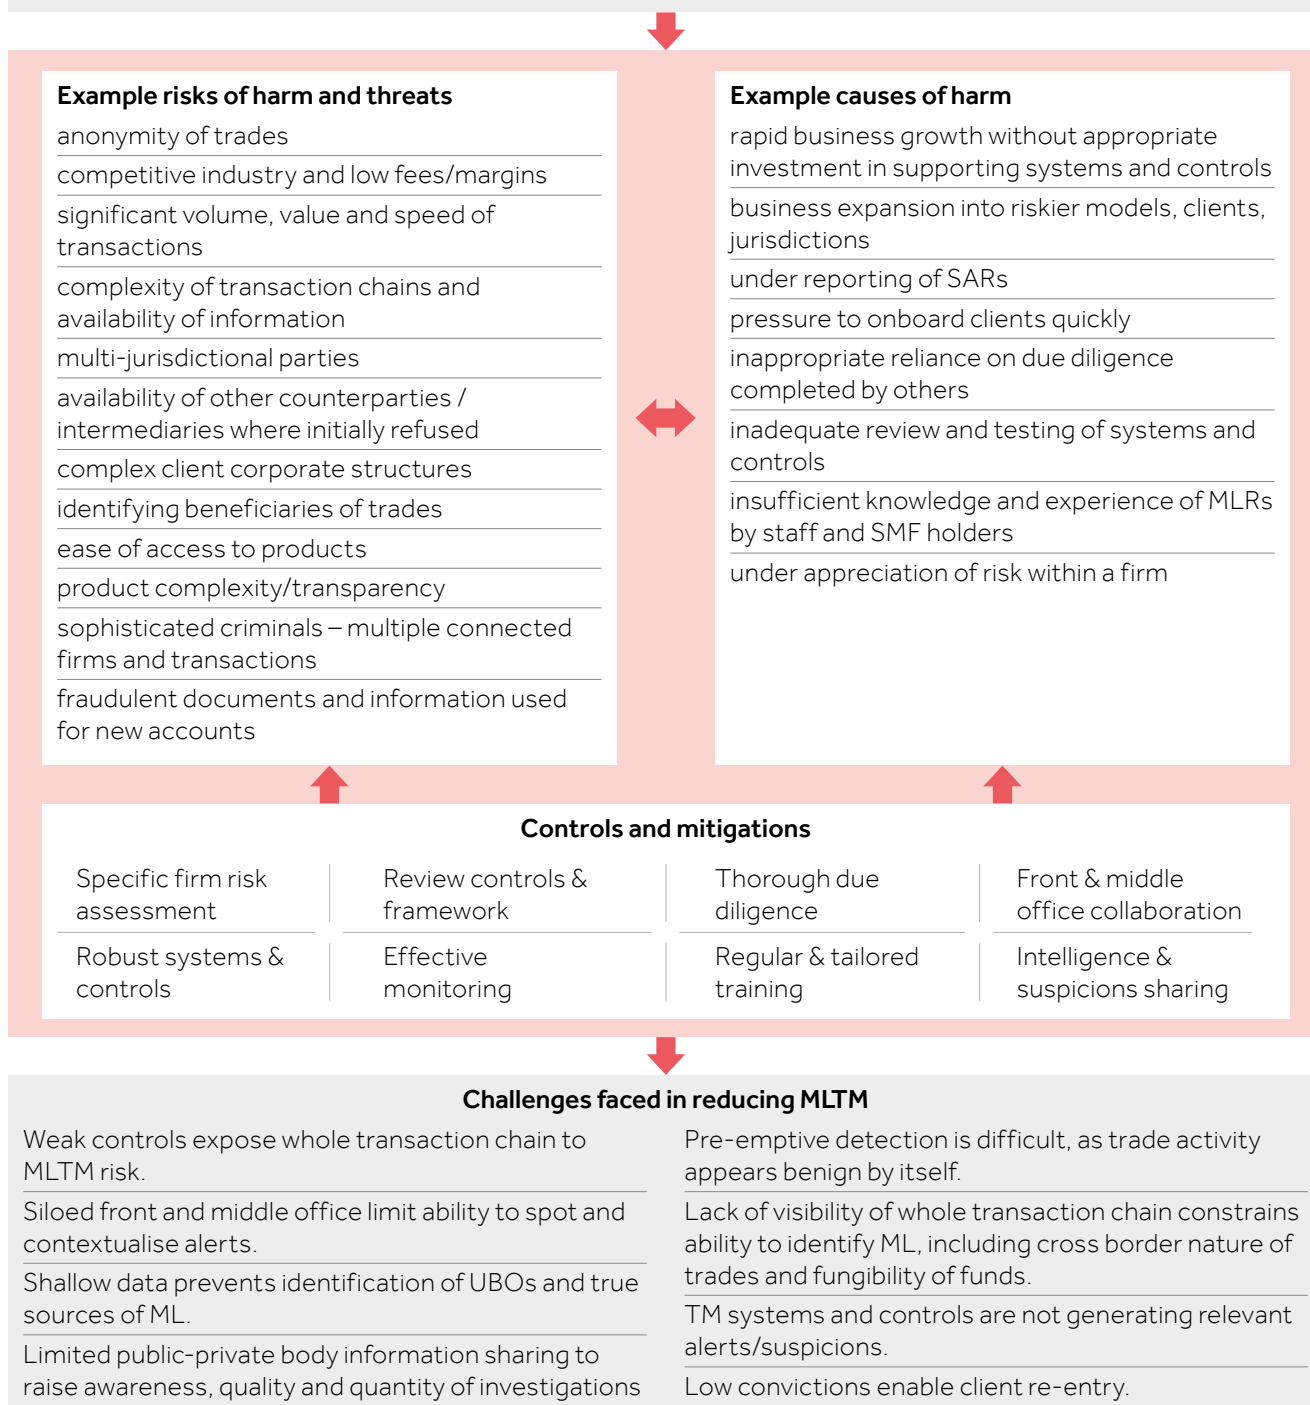 Example risks of harm and threats
anonymity of trades
competitive industry and low fees/margins
significant volume, value and speed of
transactions
complexity of transaction chains and
availability of information
multi-jurisdictional parties
availability of other counterparties /
intermediaries where initially refused
complex client corporate structures
identifying beneficiaries of trades
ease of access to products
product complexity/transparency
sophisticated criminals – multiple connected
firms and transactions
fraudulent documents and information used
for new accounts
Example causes of harm
rapid business growth without appropriate
investment in supporting systems and controls
business expansion into riskier models, clients,
jurisdictions
under reporting of SARs
pressure to onboard clients quickly
inappropriate reliance on due diligence
completed by others
inadequate review and testing of systems and
controls
insufficient knowledge and experience of MLRs
by staff and SMF holders
under appreciation of risk within a firm
Controls and mitigations
Specific firm risk
assessment
Review controls &
framework
Thorough due
diligence
Front & middle
office collaboration
Robust systems &
controls
Effective
monitoring
Regular & tailored
training
Intelligence &
suspicions sharing
Challenges faced in reducing MLTM
Weak controls expose whole transaction chain to
MLTM risk.
Siloed front and middle office limit ability to spot and
contextualise alerts.
Shallow data prevents identification of UBOs and true
sources of ML.
Limited public-private body information sharing to
raise awareness, quality and quantity of investigations
Pre-emptive detection is difficult, as trade activity
appears benign by itself.
Lack of visibility of whole transaction chain constrains
ability to identify ML, including cross border nature of
trades and fungibility of funds.
TM systems and controls are not generating relevant
alerts/suspicions.
Low convictions enable client re-entry.